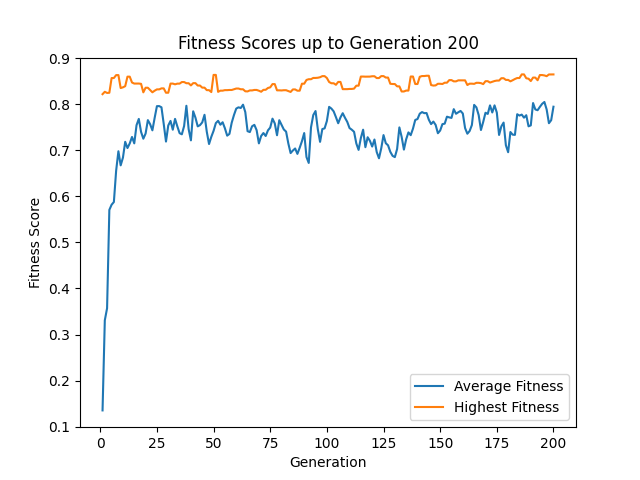 Fitness Scores up to Generation 200
Fitness Score
0.9
0.8
0.7
0.6
0.5
0.4
0.3
0.2
0.1
Average Fitness
Highest Fitness
0 25 50 75 100 125 150 175 200
Generation